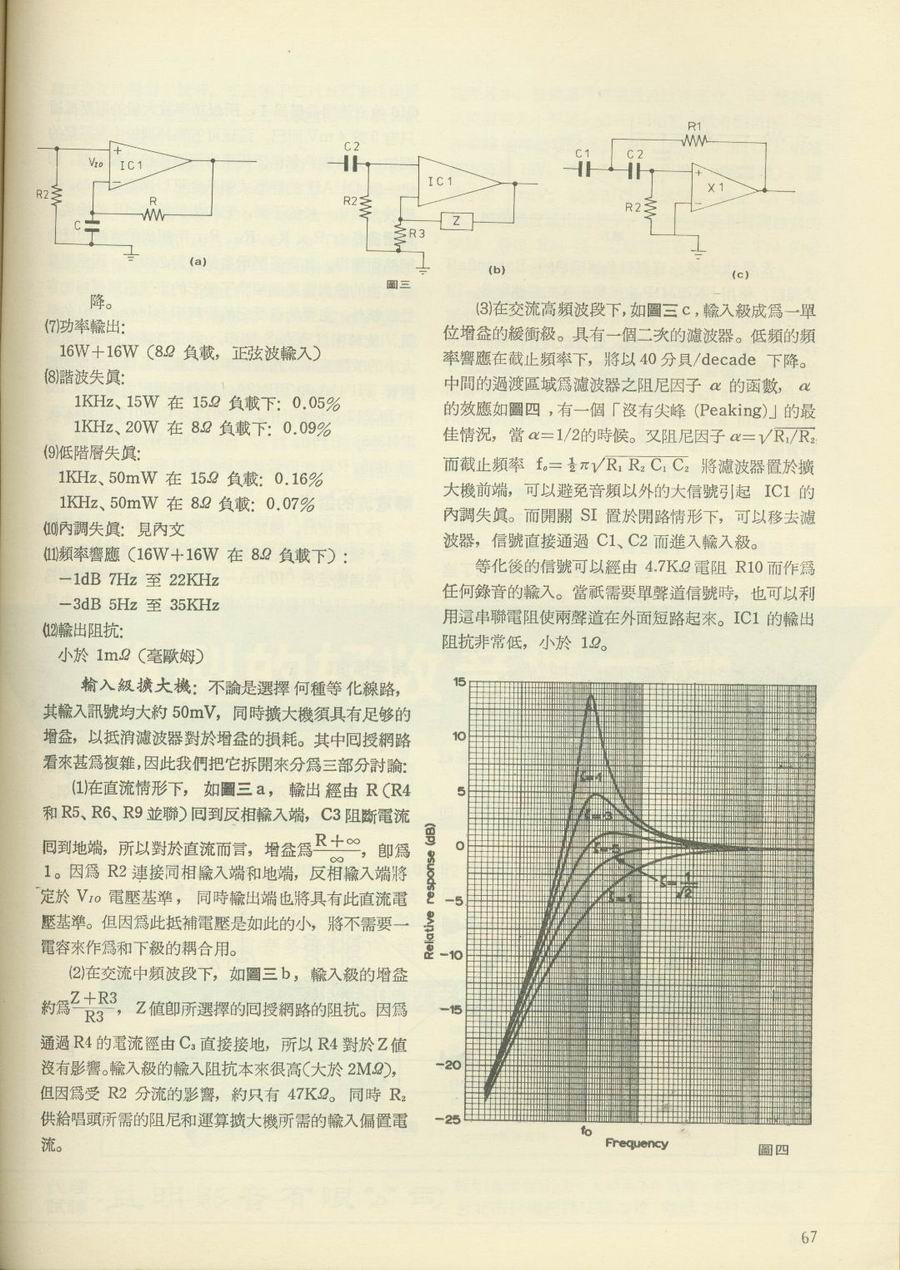 R2
V₁₀
IC1
+
−
R
C
(a)
C2
R2
IC1
Z
R3
(b)
圖三
C1
C2
R1
R2
+
−
X1
(c)
降。
⑺功率輸出:
16W+16W（8Ω 負載，正弦波輸入）
⑻諧波失眞:
1KHz、15W 在 15Ω 負載下: 0.05%
1KHz、20W 在 8Ω 負載下: 0.09%
⑼低階層失眞:
1KHz、50mW 在 15Ω 負載: 0.16%
1KHz、50mW 在 8Ω 負載: 0.07%
⑽內調失眞: 見內文
⑾頻率響應（16W+16W 在 8Ω 負載下）:
−1dB 7Hz 至 22KHz
−3dB 5Hz 至 35KHz
⑿輸出阻抗:
小於 1mΩ（毫歐姆）
輸入級擴大機: 不論是選擇何種等化線路，
其輸入訊號均大約 50mV，同時擴大機須具有足够的
增益，以抵消濾波器對於增益的損耗。其中囘授網路
看來甚爲複雜，因此我們把它拆開來分爲三部分討論:
⑴在直流情形下， 如圖三a， 輸出 經由 R（R4
和 R5、R6、R9 並聯）囘到反相輸入端，C3 阻斷電流
囘到地端，所以對於直流而言，增益爲 R+∞/∞，卽爲
1。因爲 R2 連接同相輸入端和地端，反相輸入端將
定於 V₁₀ 電壓基準， 同時輸出端也將具有此直流電
壓基準。但因爲此抵補電壓是如此的小，將不需要一
電容來作爲和下級的耦合用。
⑵在交流中頻波段下，如圖三b，輸入級的增益
約爲 Z+R3/R3， Z值卽所選擇的囘授網路的阻抗。因爲
通過 R4 的電流經由 C₃ 直接接地，所以 R4 對於Z值
沒有影響。輸入級的輸入阻抗本來很高（大於 2MΩ），
但因爲受 R2 分流的影響，約只有 47KΩ。同時 R₂
供給唱頭所需的阻尼和運算擴大機所需的輸入偏置電
流。
⑶在交流高頻波段下，如圖三c，輸入級成爲一單
位增益的緩衝級。具有一個二次的濾波器。低頻的頻
率響應在截止頻率下，將以 40 分貝/decade 下降。
中間的過渡區域爲濾波器之阻尼因子 α 的函數， α
的效應如圖四，有一個「沒有尖峰（Peaking）」的最
佳情況，當 α=1/2的時候。又阻尼因子 α=√R₁/R₂
而截止頻率 f₀=½π√R₁ R₂ C₁ C₂ 將濾波器置於擴
大機前端，可以避免音頻以外的大信號引起 IC1 的
內調失眞。而開關 SI 置於開路情形下，可以移去濾
波器，信號直接通過 C1、C2 而進入輸入級。
等化後的信號可以經由 4.7KΩ 電阻 R10 而作爲
任何錄音的輸入。當祇需要單聲道信號時，也可以利
用這串聯電阻使兩聲道在外面短路起來。IC1 的輸出
阻抗非常低，小於 1Ω。
15
10
5
0
−5
−10
−15
−20
−25
Relative response (dB)
ζ=·1
ζ=·3
ζ=·5
ζ=1/√2
ζ=1
fo
Frequency
圖四
67